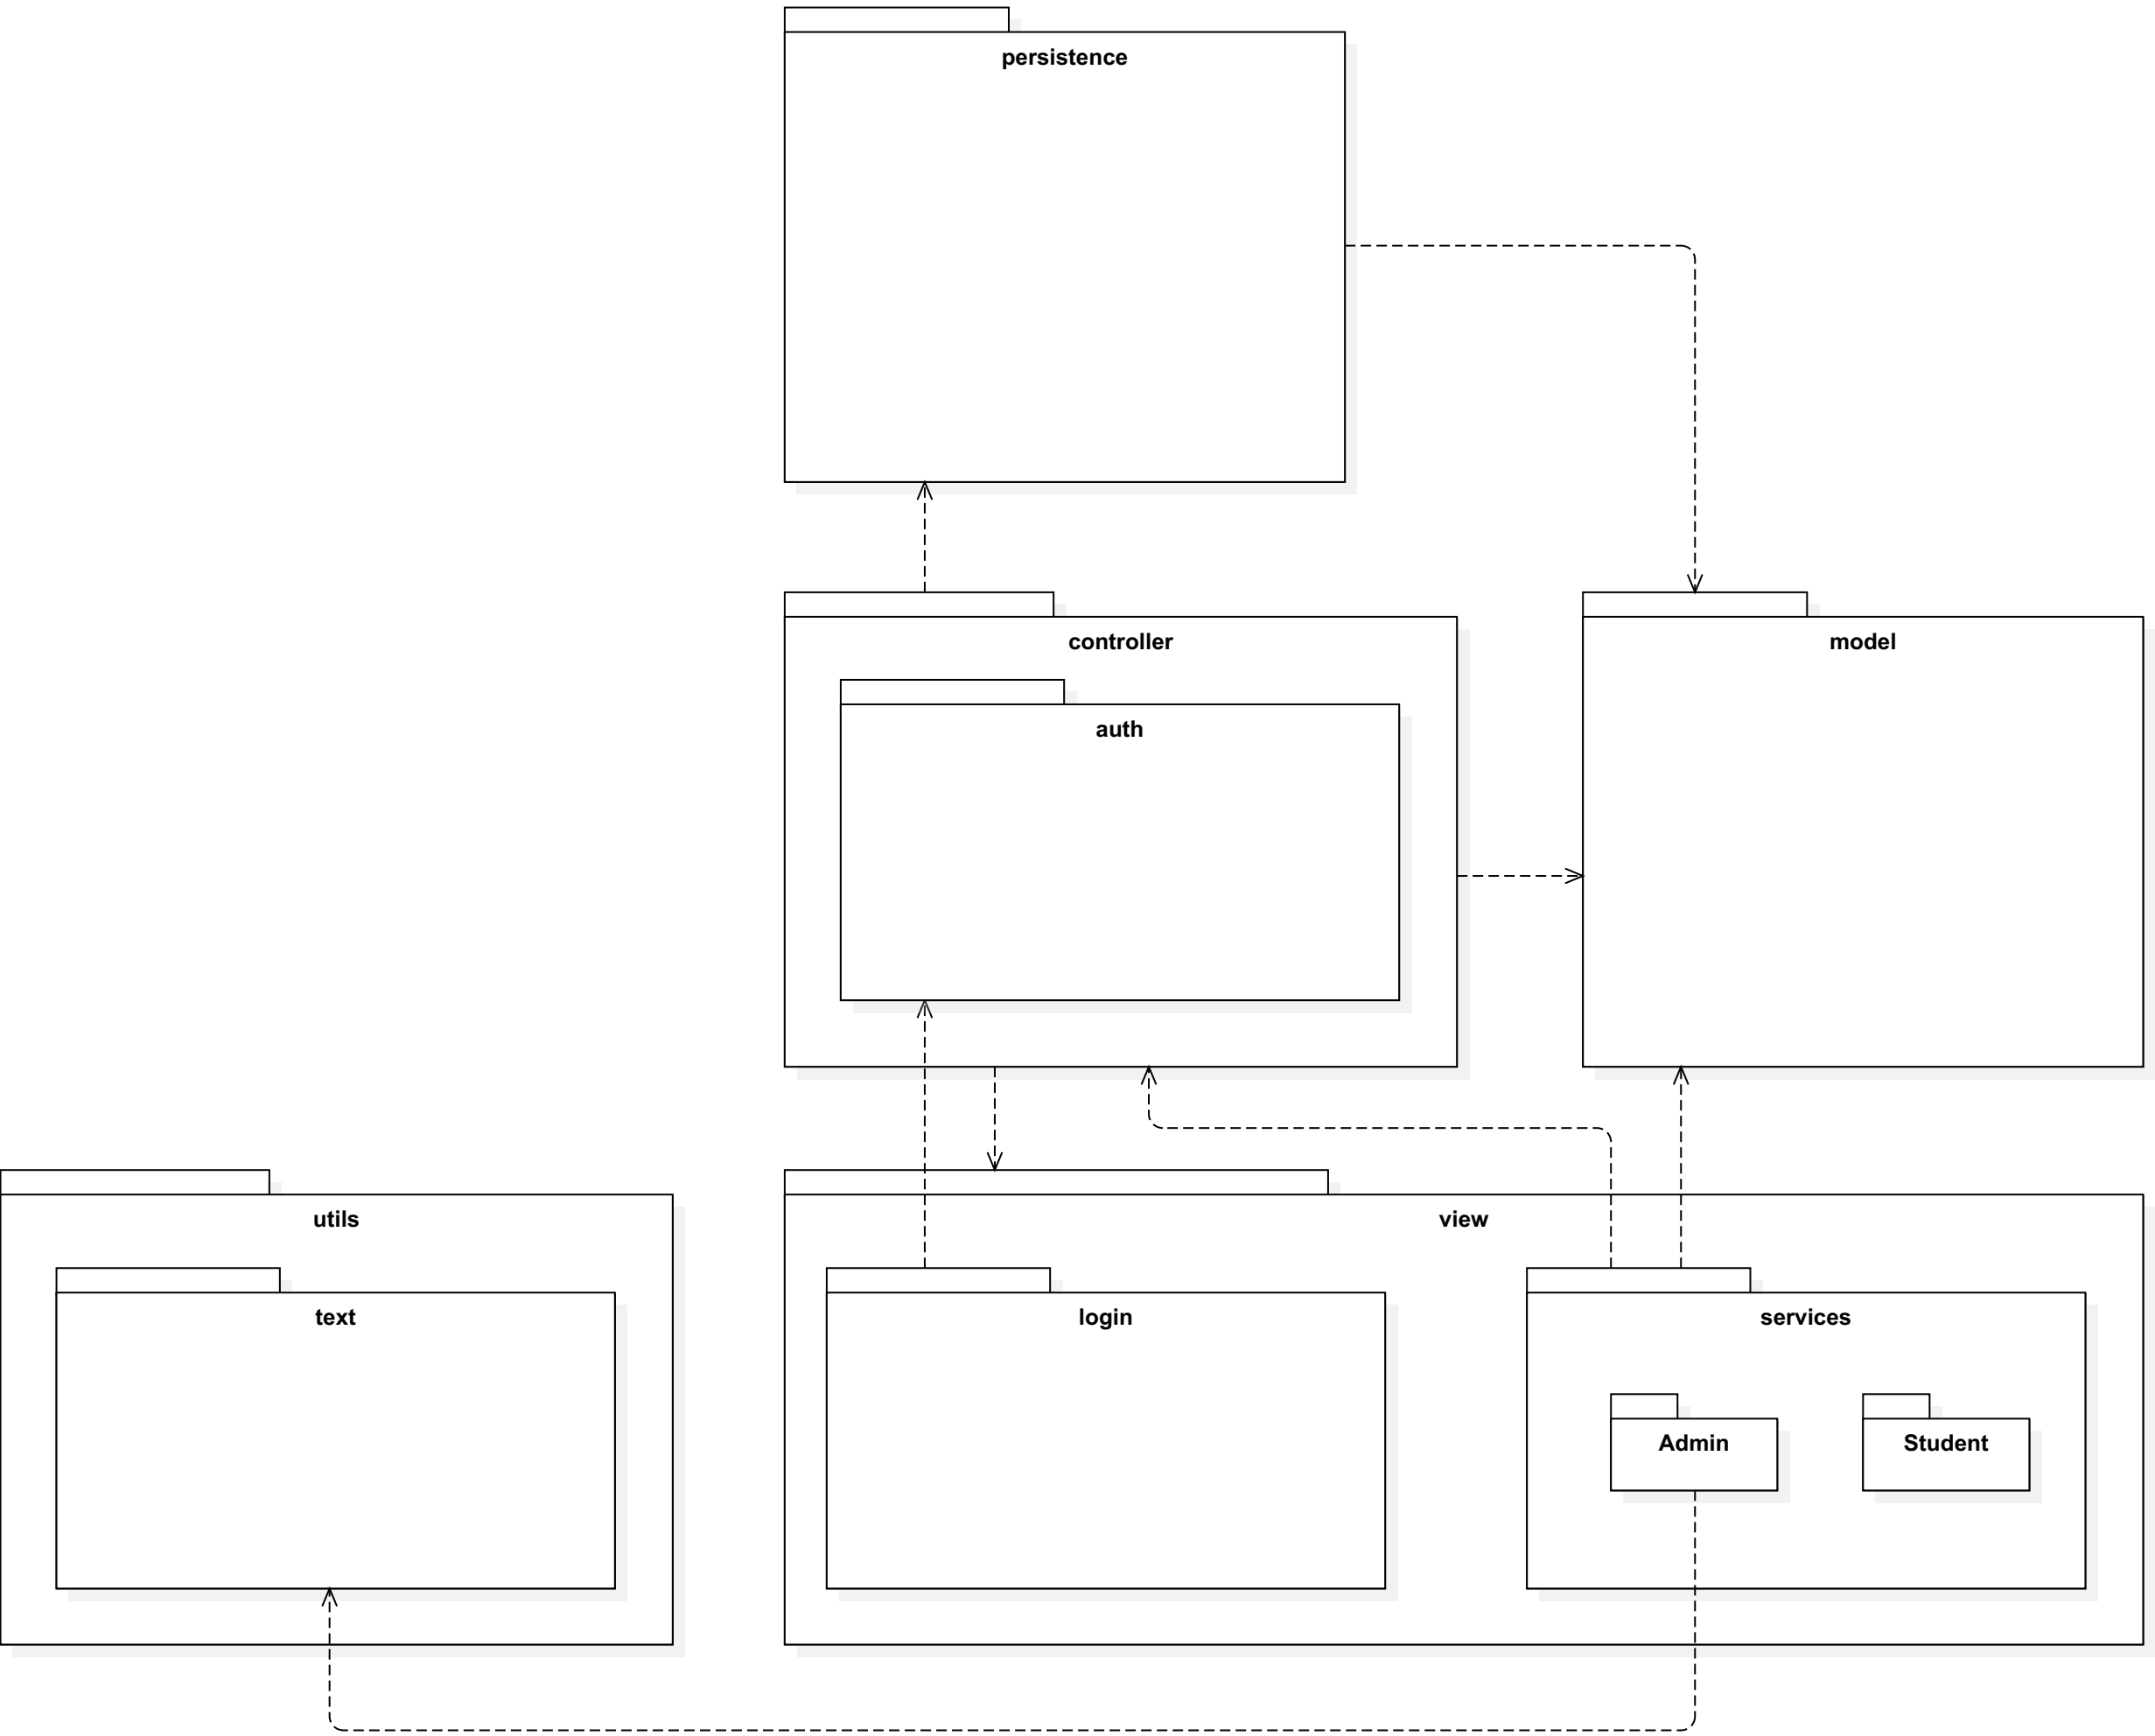 persistence
controller
model
auth
utils
view
text
login
services
Admin
Student